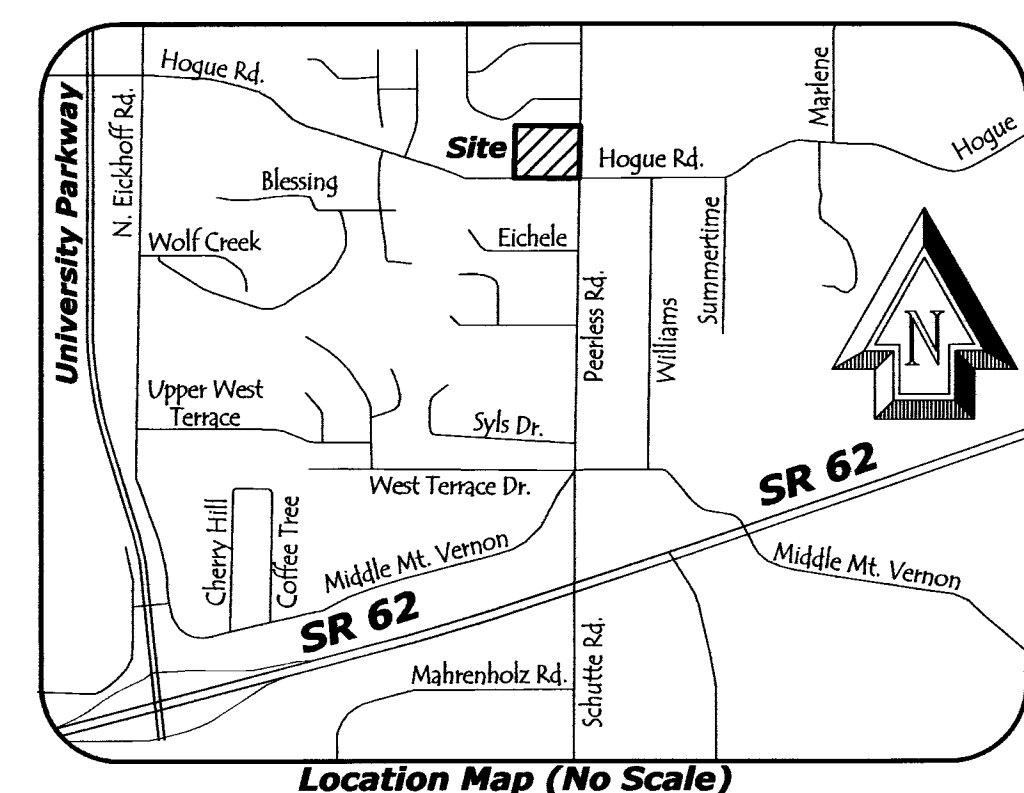 Hogue Rd.
University Parkway
N. Eickhoff Rd.
Site
Hogue Rd.
Marlene
Hogue
Blessing
Wolf Creek
Eichele
Peerless Rd.
Williams
Summertime
N
Upper West
Terrace
Syls Dr.
West Terrace Dr.
SR 62
Cherry Hill
Coffee Tree
Middle Mt. Vernon
Middle Mt. Vernon
SR 62
Mahrenholz Rd.
Schutte Rd.
Location Map (No Scale)